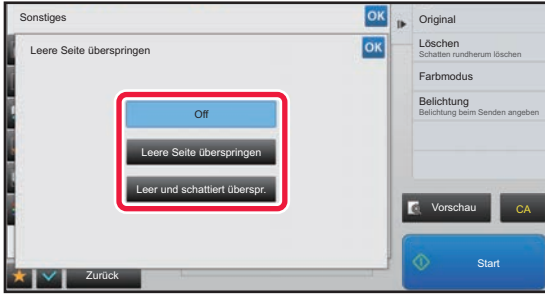 Sonstiges
OK
Leere Seite überspringen
OK
Off
Leere Seite überspringen
Leer und schattiert überspr.
Zurück
Original
Löschen
Schatten rundherum löschen
Farbmodus
Belichtung
Belichtung beim Senden angeben
Vorschau
CA
Start